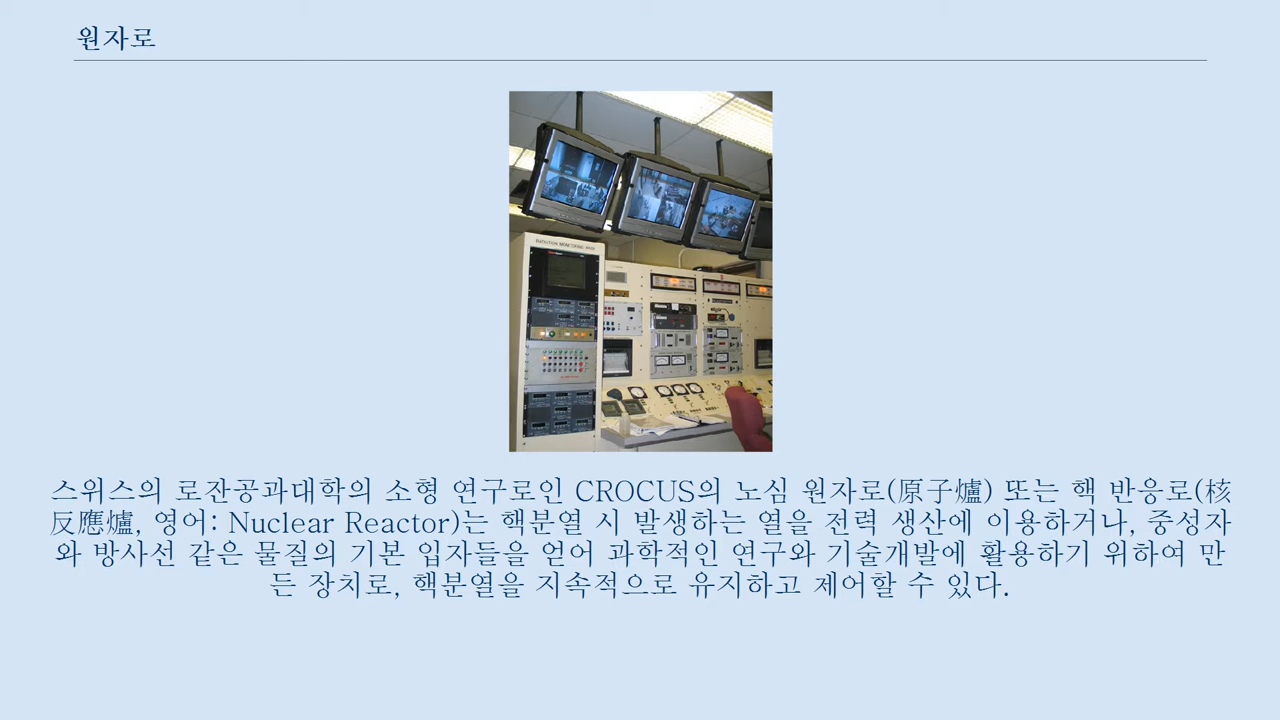 원자로
RADIATION MONITORING
스위스의 로잔공과대학의 소형 연구로인 CROCUS의 노심 원자로(原子爐) 또는 핵 반응로(核
反應爐, 영어: Nuclear Reactor)는 핵분열 시 발생하는 열을 전력 생산에 이용하거나, 중성자
와 방사선 같은 물질의 기본 입자들을 얻어 과학적인 연구와 기술개발에 활용하기 위하여 만
든 장치로, 핵분열을 지속적으로 유지하고 제어할 수 있다.